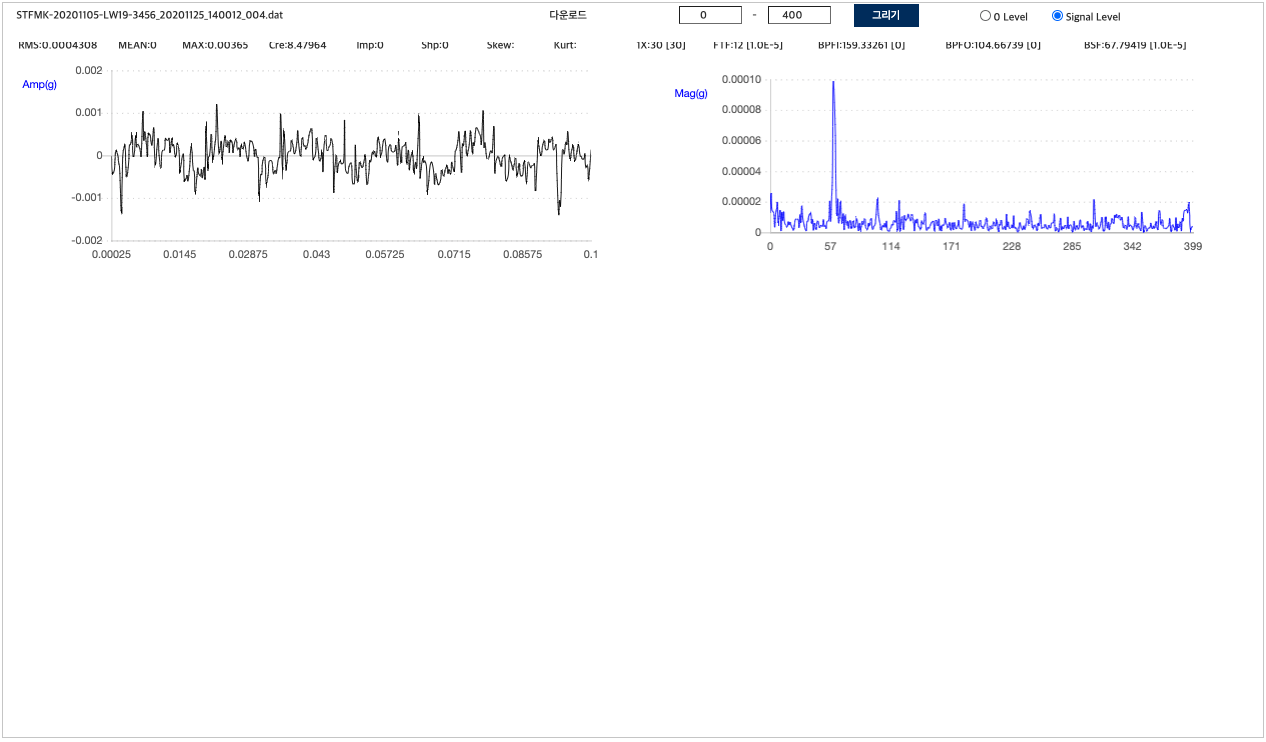 STFMK-20201105-LW19-3456_20201125_140012_004.dat 다운로드 0 - 400 그리기 0 Level Signal Level
RMS:0.0004308 MEAN:0 MAX:0.00365 Cre:8.47964 Imp:0 Shp:0 Skew: Kurt: 1X:30 [30] FTF:12 [1.0E-5] BPFI:159.33261 [0] BPFO:104.66739 [0] BSF:67.79419 [1.0E-5]
Amp(g)
0.002
0.001
0
-0.001
-0.002
0.00025 0.0145 0.02875 0.043 0.05725 0.0715 0.08575 0.1
Mag(g)
0.00010
0.00008
0.00006
0.00004
0.00002
0
0 57 114 171 228 285 342 399